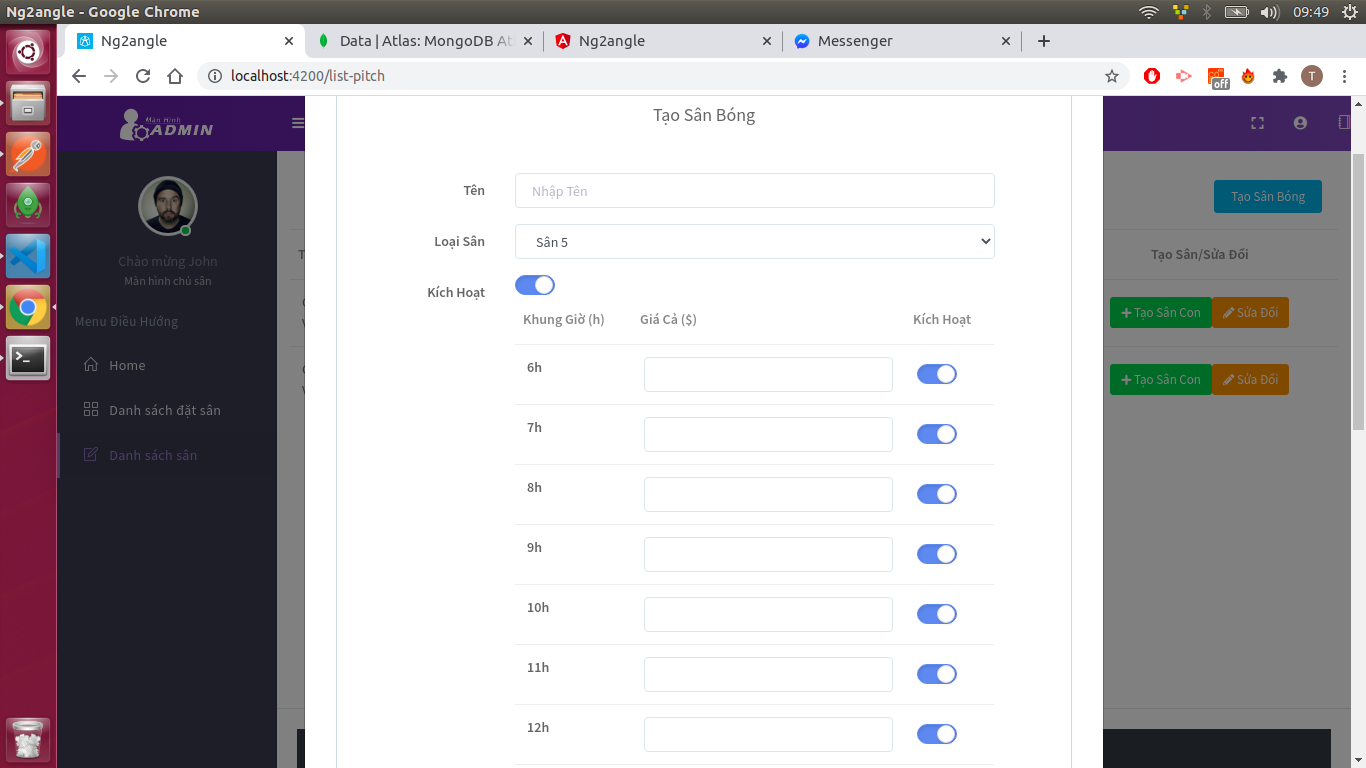 Ng2angle - Google Chrome
09:49
Ng2angle
Data | Atlas: MongoDB At
Ng2angle
Messenger
localhost:4200/list-pitch
off
T
Màn Hình
ADMIN
Chào mừng John
Màn hình chủ sân
Menu Điều Hướng
Home
Danh sách đặt sân
Danh sách sân
Tạo Sân Bóng
Tên
Nhập Tên
Loại Sân
Sân 5
Kích Hoạt
Khung Giờ (h) Giá Cả ($) Kích Hoạt
6h
7h
8h
9h
10h
11h
12h
Tạo Sân Bóng
Tạo Sân/Sửa Đổi
Tạo Sân Con Sửa Đổi
Tạo Sân Con Sửa Đổi